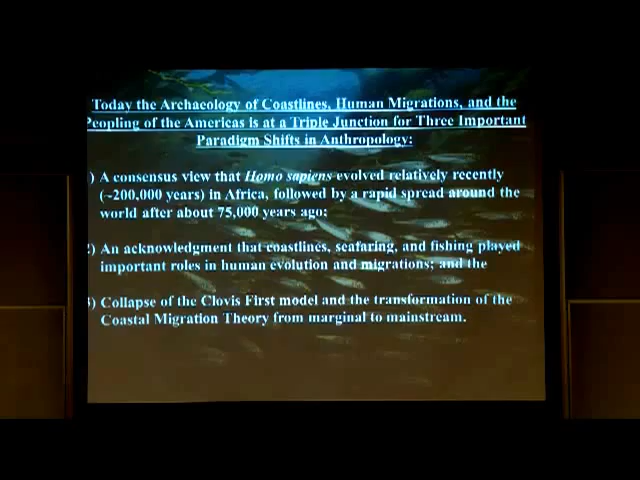 Today the Archaeology of Coastlines, Human Migrations, and the
Peopling of the Americas is at a Triple Junction for Three Important
Paradigm Shifts in Anthropology:
) A consensus view that Homo sapiens evolved relatively recently
(~200,000 years) in Africa, followed by a rapid spread around the
world after about 75,000 years ago;
2) An acknowledgment that coastlines, seafaring, and fishing played
important roles in human evolution and migrations; and the
3) Collapse of the Clovis First model and the transformation of the
Coastal Migration Theory from marginal to mainstream.